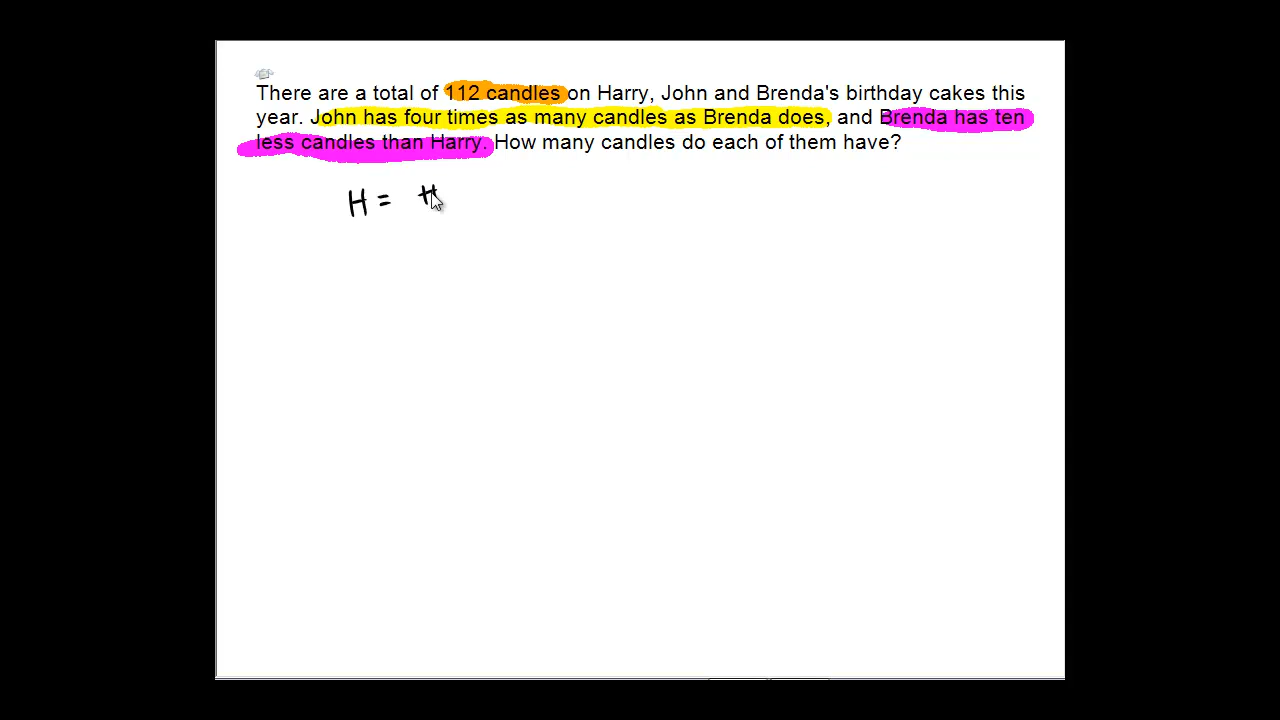 There are a total of 112 candles on Harry, John and Brenda's birthday cakes this
year. John has four times as many candles as Brenda does, and Brenda has ten
less candles than Harry. How many candles do each of them have?
H = #